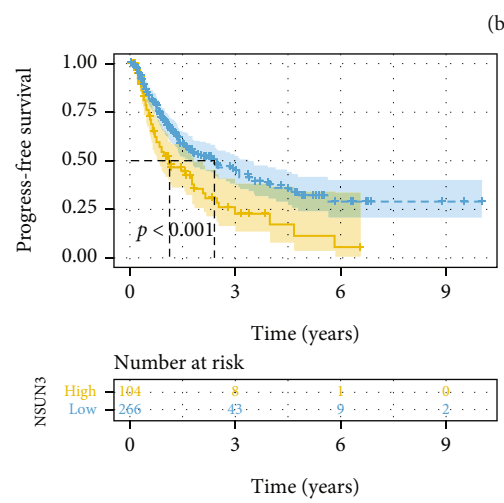 (b
Progress-free survival
1.00
0.75
0.50
0.25
0.00
p < 0.001
0 3 6 9
Time (years)
Number at risk
NSUN3
High 104 8 1 0
Low 266 43 9 2
0 3 6 9
Time (years)